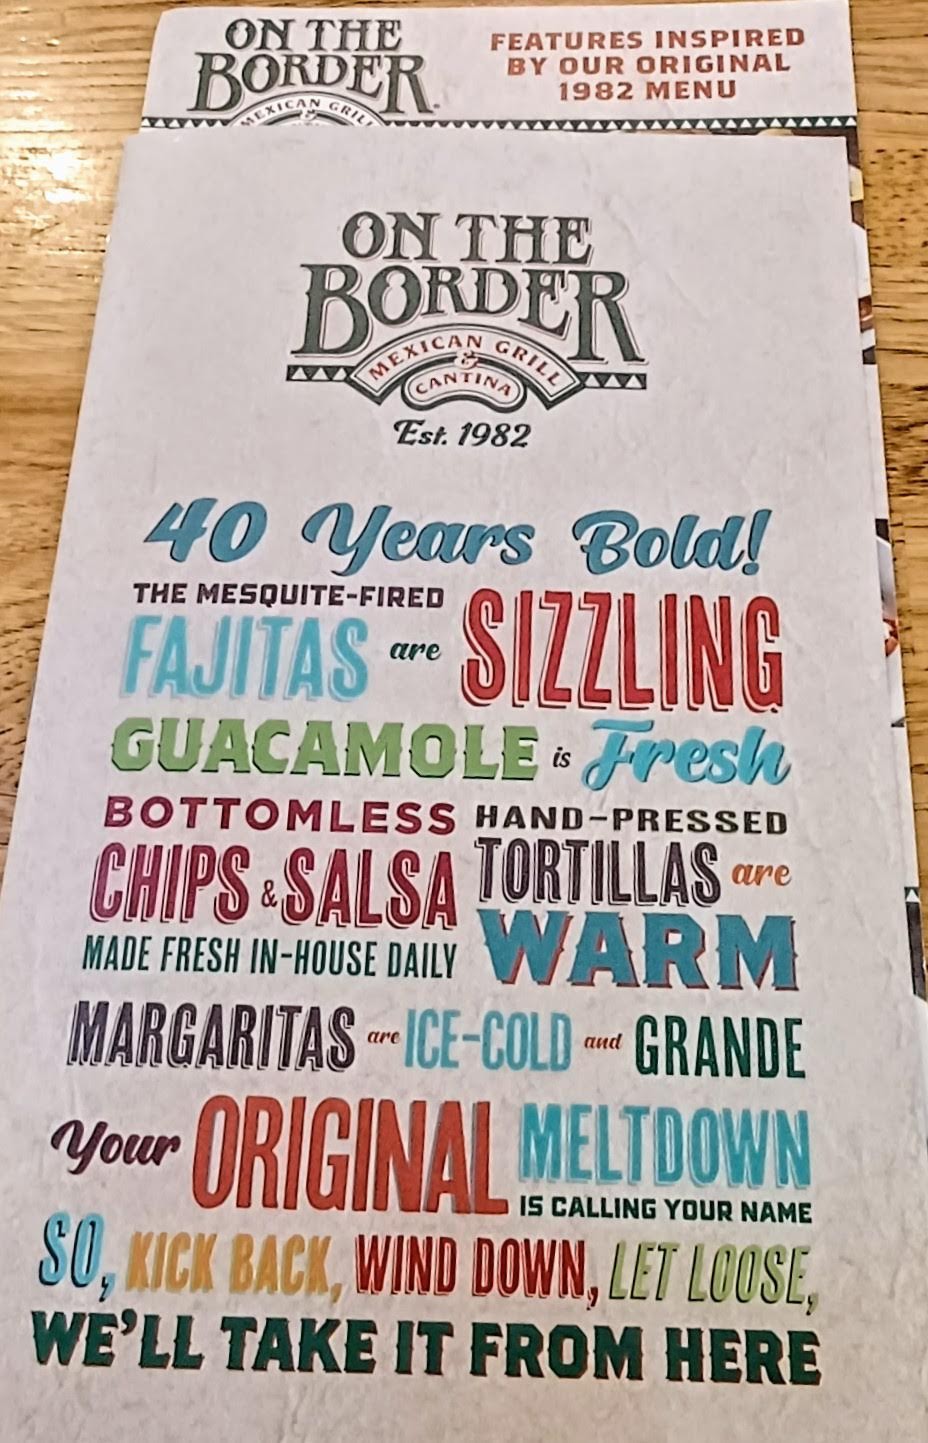 ON THE
BORDER
MEXICAN GRILL
FEATURES INSPIRED
BY OUR ORIGINAL
1982 MENU
ON THE
BORDER
MEXICAN GRILL
&
CANTINA
Est. 1982
40 Years Bold!
THE MESQUITE-FIRED
FAJITAS are SIZZLING
GUACAMOLE is Fresh
BOTTOMLESS
CHIPS & SALSA
MADE FRESH IN-HOUSE DAILY
HAND-PRESSED
TORTILLAS are
WARM
MARGARITAS are ICE-COLD and GRANDE
Your ORIGINAL MELTDOWN
IS CALLING YOUR NAME
SO, KICK BACK, WIND DOWN, LET LOOSE,
WE'LL TAKE IT FROM HERE